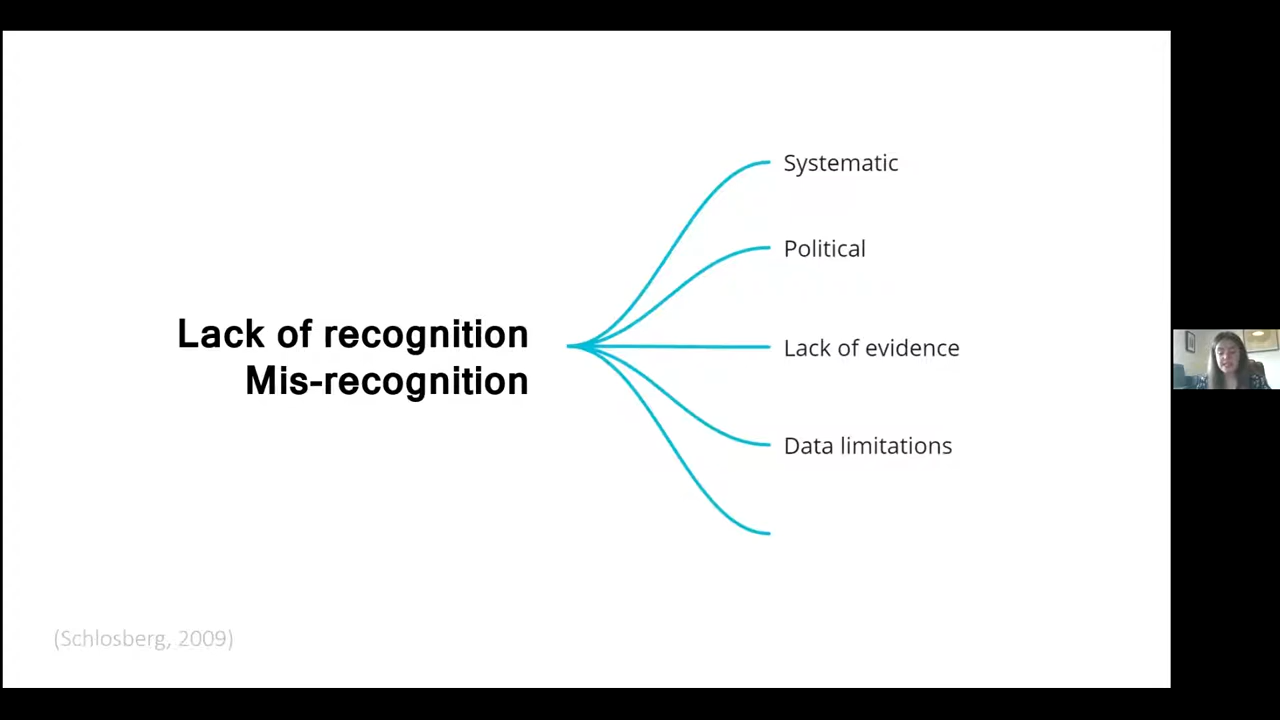 Systematic
Political
Lack of recognition
Mis-recognition
Lack of evidence
Data limitations
(Schlosberg, 2009)